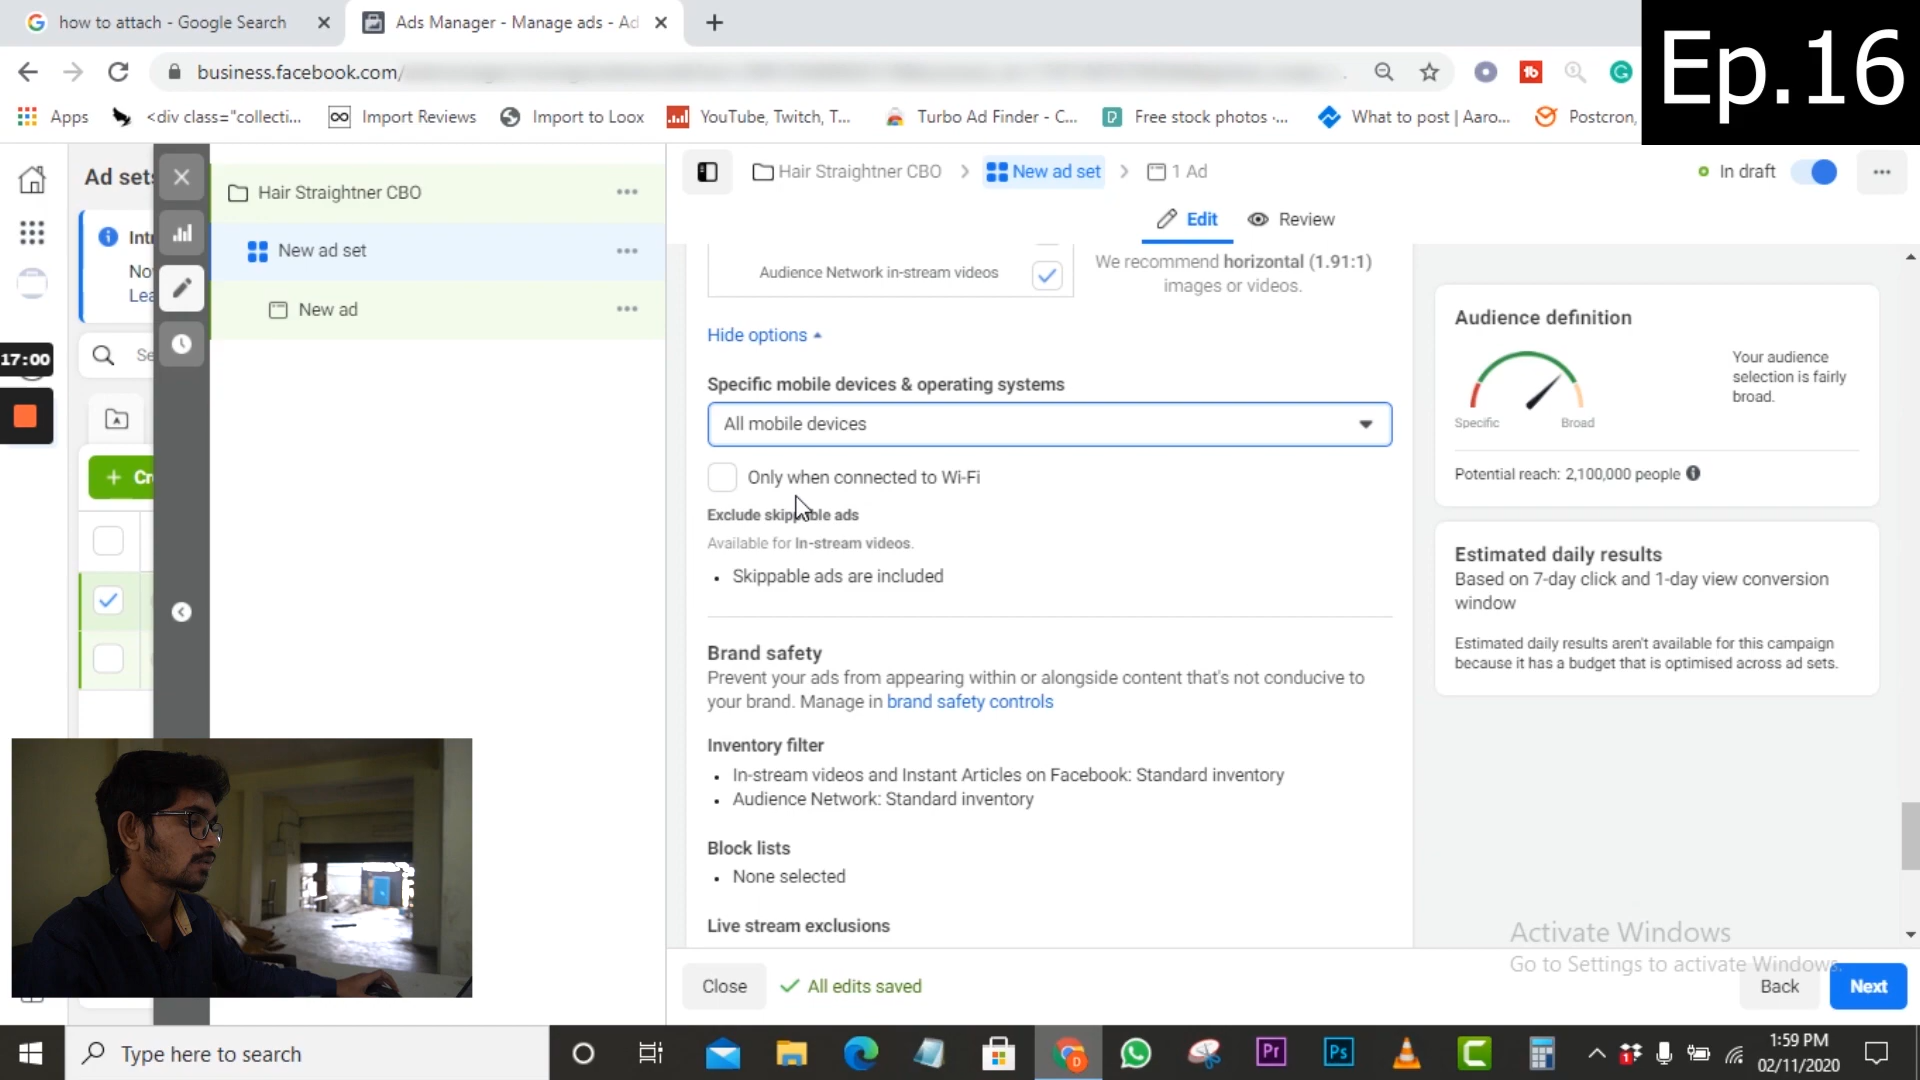 how to attach - Google Search
Ads Manager - Manage ads - Ad
Ep.16
business.facebook.com/
Apps
<div class="collecti...
Import Reviews
Import to Loox
YouTube, Twitch, T...
Turbo Ad Finder - C...
Free stock photos ·...
What to post | Aaro...
Postcron,
Ad sets
Hair Straightner CBO
New ad set
New ad
Hair Straightner CBO
New ad set
1 Ad
In draft
Edit
Review
Int
No
Lea
17:00
Se
Cr
Audience Network in-stream videos
We recommend horizontal (1.91:1)
images or videos.
Hide options
Specific mobile devices & operating systems
All mobile devices
Only when connected to Wi-Fi
Exclude skippable ads
Available for In-stream videos.
Skippable ads are included
Brand safety
Prevent your ads from appearing within or alongside content that's not conducive to
your brand. Manage in brand safety controls
Inventory filter
In-stream videos and Instant Articles on Facebook: Standard inventory
Audience Network: Standard inventory
Block lists
None selected
Live stream exclusions
Audience definition
Your audience
selection is fairly
broad.
Specific
Broad
Potential reach: 2,100,000 people
Estimated daily results
Based on 7-day click and 1-day view conversion
window
Estimated daily results aren't available for this campaign
because it has a budget that is optimised across ad sets.
Activate Windows
Go to Settings to activate Windows.
Close
All edits saved
Back
Next
Type here to search
Pr
Ps
1:59 PM
02/11/2020